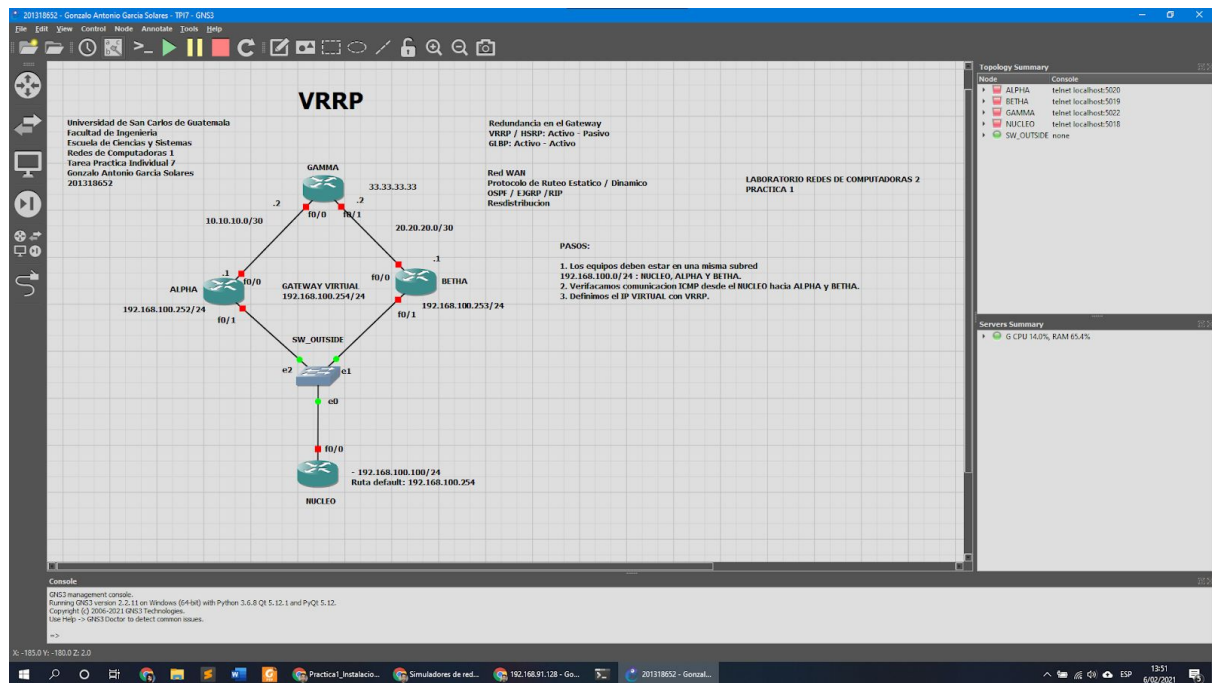 201318652 - Gonzalo Antonio Garcia Solares - TPI7 - GNS3
File Edit View Control Node Annotate Tools Help
VRRP
Universidad de San Carlos de Guatemala
Facultad de Ingenieria
Escuela de Ciencias y Sistemas
Redes de Computadoras 1
Tarea Practica Individual 7
Gonzalo Antonio Garcia Solares
201318652
Redundancia en el Gateway
VRRP / HSRP: Activo - Pasivo
GLBP: Activo - Activo
Red WAN
Protocolo de Ruteo Estatico / Dinamico
OSPF / EJGRP /RIP
Resdistribucion
LABORATORIO REDES DE COMPUTADORAS 2
PRACTICA 1
GAMMA
33.33.33.33
.2
.2
f0/0
f0/1
10.10.10.0/30
20.20.20.0/30
PASOS:
1. Los equipos deben estar en una misma subred
192.168.100.0/24 : NUCLEO, ALPHA Y BETHA.
2. Verifacamos comunicacion ICMP desde el NUCLEO hacia ALPHA y BETHA.
3. Definimos el IP VIRTUAL con VRRP.
.1
.1
f0/0
f0/0
ALPHA
GATEWAY VIRTUAL
192.168.100.254/24
BETHA
192.168.100.252/24
192.168.100.253/24
f0/1
f0/1
SW_OUTSIDE
e2
e1
e0
f0/0
- 192.168.100.100/24
Ruta default: 192.168.100.254
NUCLEO
Topology Summary
Node Console
ALPHA telnet localhost:5020
BETHA telnet localhost:5019
GAMMA telnet localhost:5022
NUCLEO telnet localhost:5018
SW_OUTSIDE none
Servers Summary
G CPU 14.0%, RAM 65.4%
Console
GNS3 management console.
Running GNS3 version 2.2.11 on Windows (64-bit) with Python 3.6.8 Qt 5.12.1 and PyQt 5.12.
Copyright (c) 2006-2021 GNS3 Technologies.
Use Help -> GNS3 Doctor to detect common issues.
=>
X: -185.0 Y: -180.0 Z: 2.0
Practica1_Instalacio...
Simuladores de red...
192.168.91.128 - Go...
201318652 - Gonzal...
ESP
13:51
6/02/2021